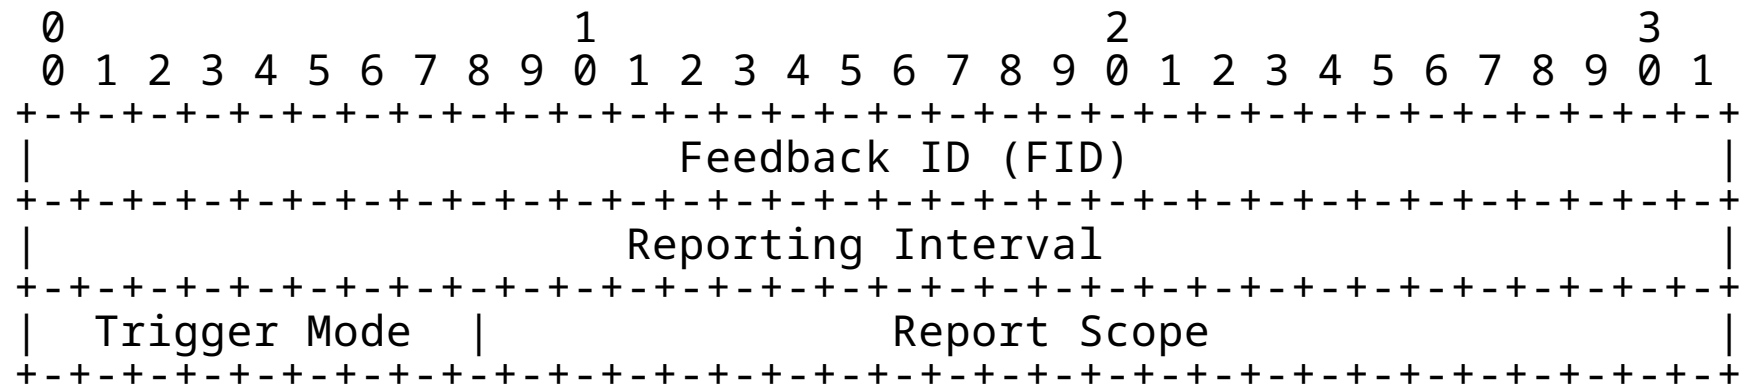 0                   1                   2                   3
 0 1 2 3 4 5 6 7 8 9 0 1 2 3 4 5 6 7 8 9 0 1 2 3 4 5 6 7 8 9 0 1
+-+-+-+-+-+-+-+-+-+-+-+-+-+-+-+-+-+-+-+-+-+-+-+-+-+-+-+-+-+-+-+-+
|                        Feedback ID (FID)                      |
+-+-+-+-+-+-+-+-+-+-+-+-+-+-+-+-+-+-+-+-+-+-+-+-+-+-+-+-+-+-+-+-+
|                      Reporting Interval                       |
+-+-+-+-+-+-+-+-+-+-+-+-+-+-+-+-+-+-+-+-+-+-+-+-+-+-+-+-+-+-+-+-+
|  Trigger Mode  |               Report Scope                   |
+-+-+-+-+-+-+-+-+-+-+-+-+-+-+-+-+-+-+-+-+-+-+-+-+-+-+-+-+-+-+-+-+